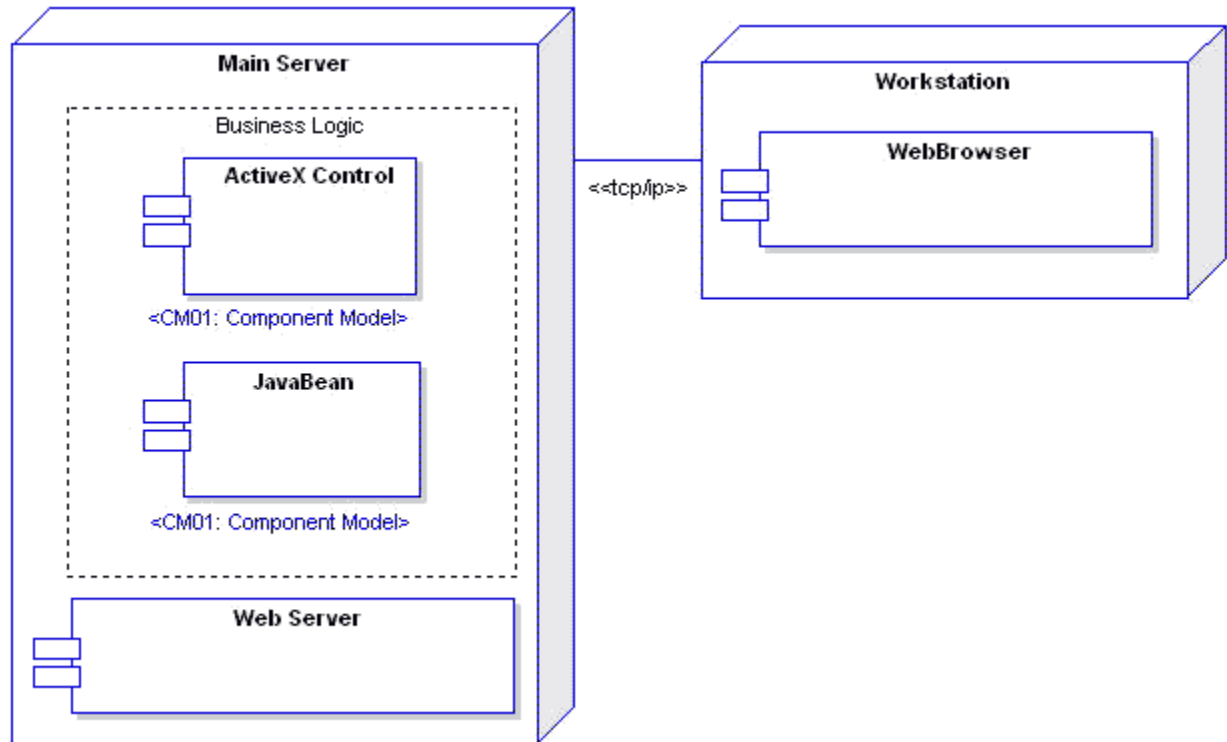 Main Server
Business Logic
ActiveX Control
<CM01: Component Model>
JavaBean
<CM01: Component Model>
Web Server
<<tcp/ip>>
Workstation
WebBrowser